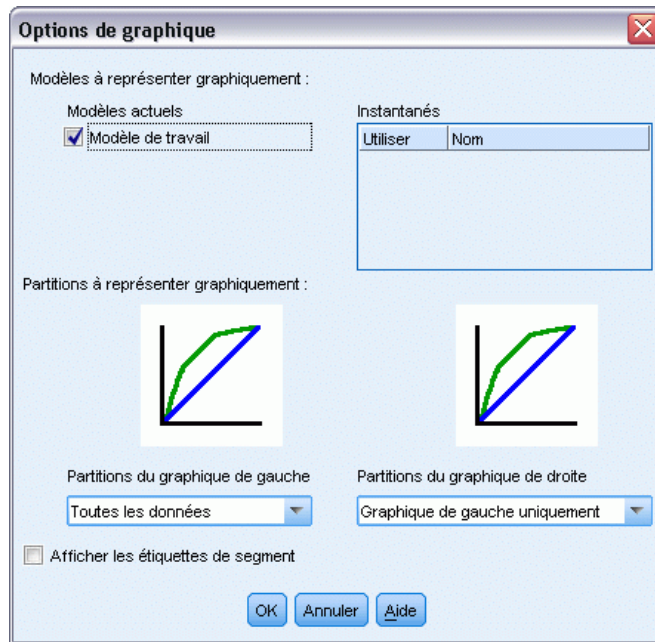 Options de graphique
Modèles à représenter graphiquement :
Modèles actuels
Modèle de travail
Instantanés
Utiliser Nom
Partitions à représenter graphiquement :
Partitions du graphique de gauche
Toutes les données
Partitions du graphique de droite
Graphique de gauche uniquement
Afficher les étiquettes de segment
OK Annuler Aide